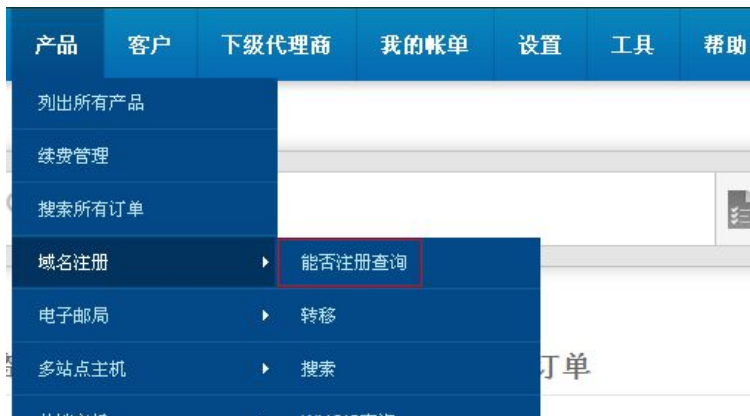 产品 客户 下级代理商 我的帐单 设置 工具 帮助
列出所有产品
续费管理
搜索所有订单
域名注册 能否注册查询
电子邮局 转移
多站点主机 搜索
订单